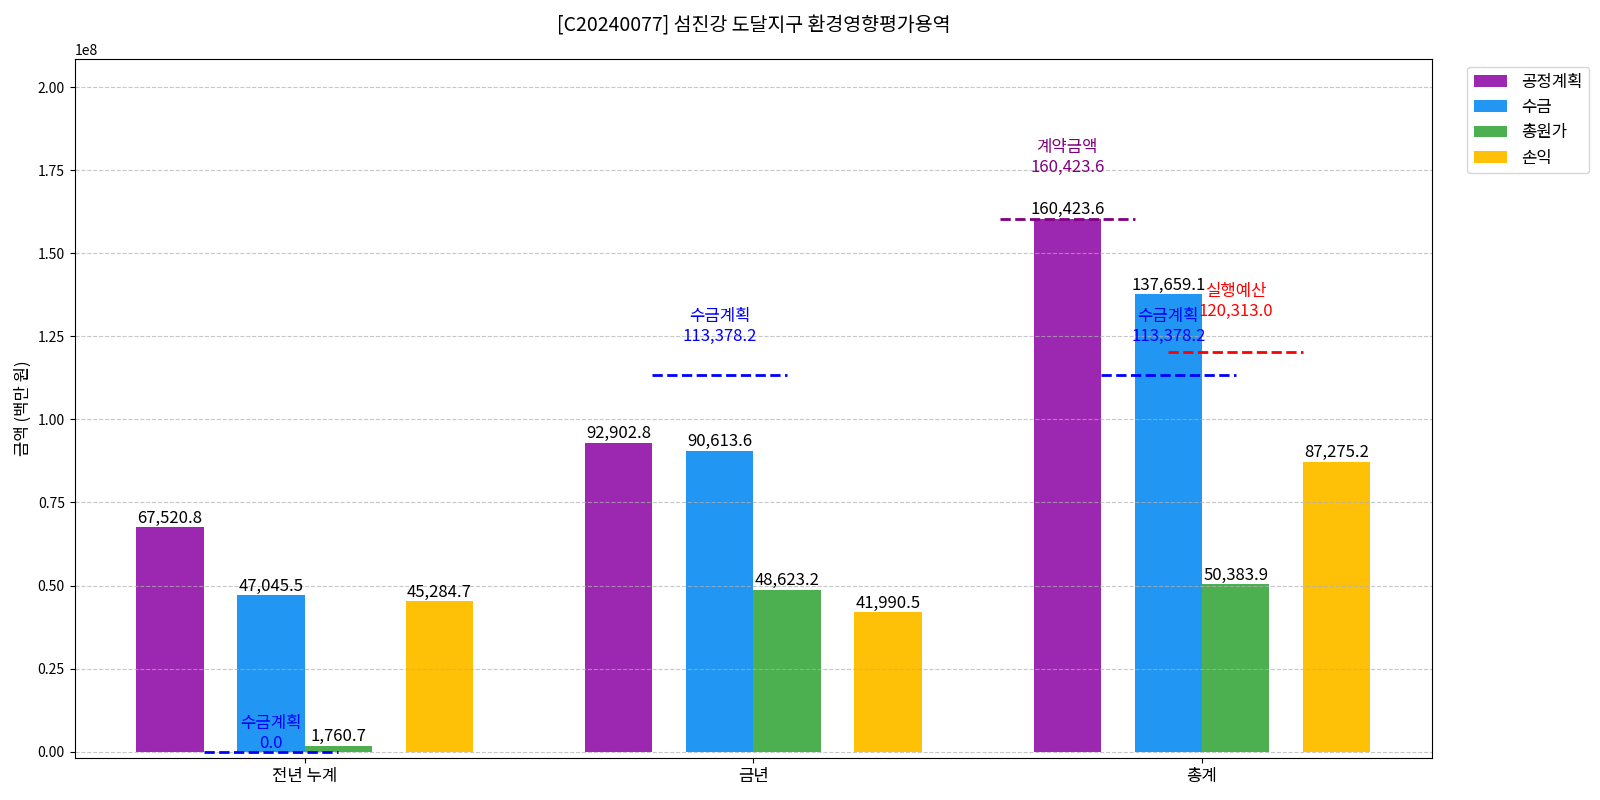 [C20240077] 섬진강 도달지구 환경영향평가용역
1e8
2.00
1.75
1.50
1.25
1.00
0.75
0.50
0.25
0.00
금액 (백만 원)
공정계획
수금
총원가
손익
67,520.8
47,045.5
수금계획
0.0
1,760.7
45,284.7
92,902.8
수금계획
113,378.2
90,613.6
48,623.2
41,990.5
계약금액
160,423.6
160,423.6
137,659.1
수금계획
113,378.2
실행예산
120,313.0
50,383.9
87,275.2
전년 누계
금년
총계